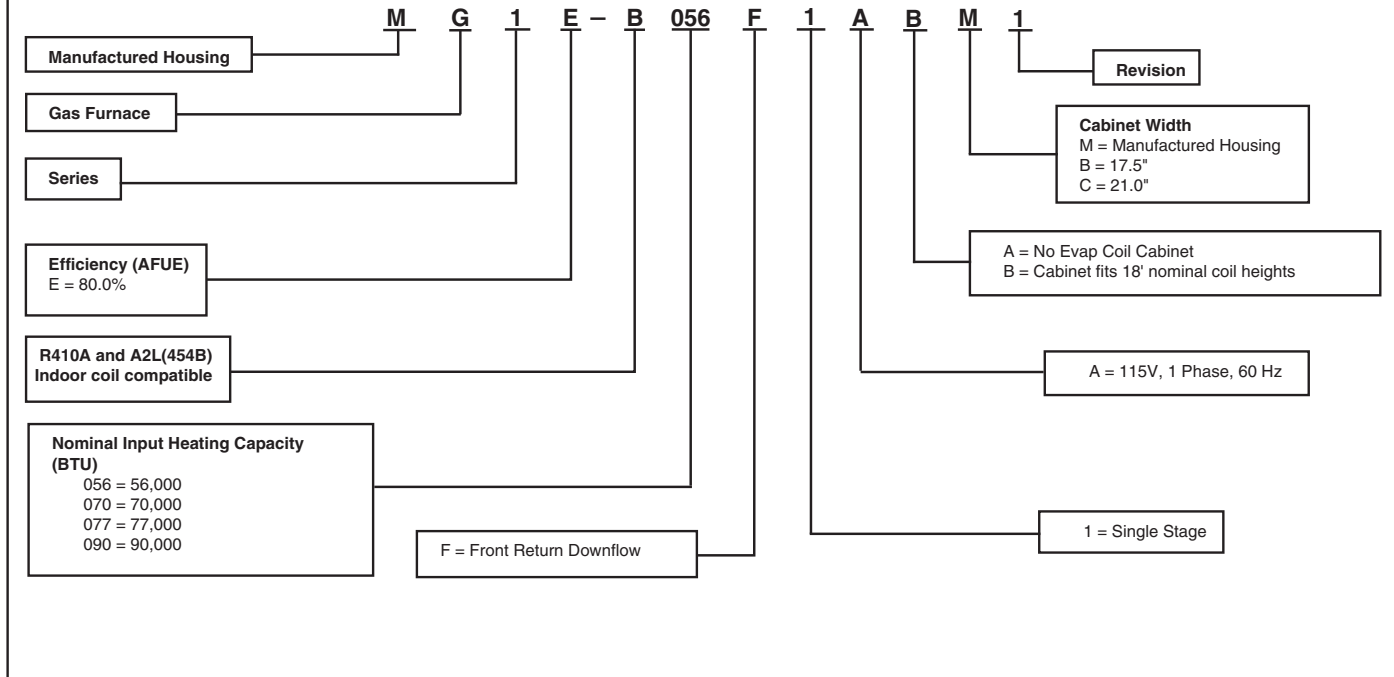 M G 1 E – B 056 F 1 A B M 1
Manufactured Housing
Gas Furnace
Series
Efficiency (AFUE)
E = 80.0%
R410A and A2L(454B)
Indoor coil compatible
Nominal Input Heating Capacity
(BTU)
056 = 56,000
070 = 70,000
077 = 77,000
090 = 90,000
F = Front Return Downflow
Revision
Cabinet Width
M = Manufactured Housing
B = 17.5"
C = 21.0"
A = No Evap Coil Cabinet
B = Cabinet fits 18' nominal coil heights
A = 115V, 1 Phase, 60 Hz
1 = Single Stage